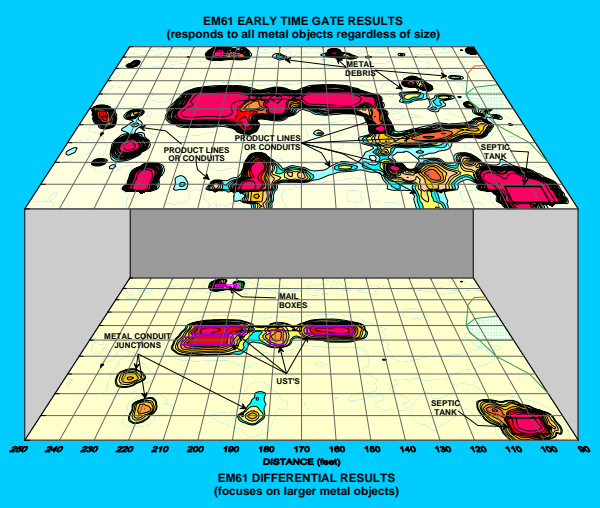 EM61 EARLY TIME GATE RESULTS
(responds to all metal objects regardless of size)
METAL
DEBRIS
PRODUCT LINES
OR CONDUITS
PRODUCT LINES
OR CONDUITS
SEPTIC
TANK
MAIL
BOXES
METAL CONDUIT
JUNCTIONS
UST'S
SEPTIC
TANK
250 240 230 220 210 200 190 180 170 160 150 140 130 120 110 100 90
DISTANCE (feet)
EM61 DIFFERENTIAL RESULTS
(focuses on larger metal objects)